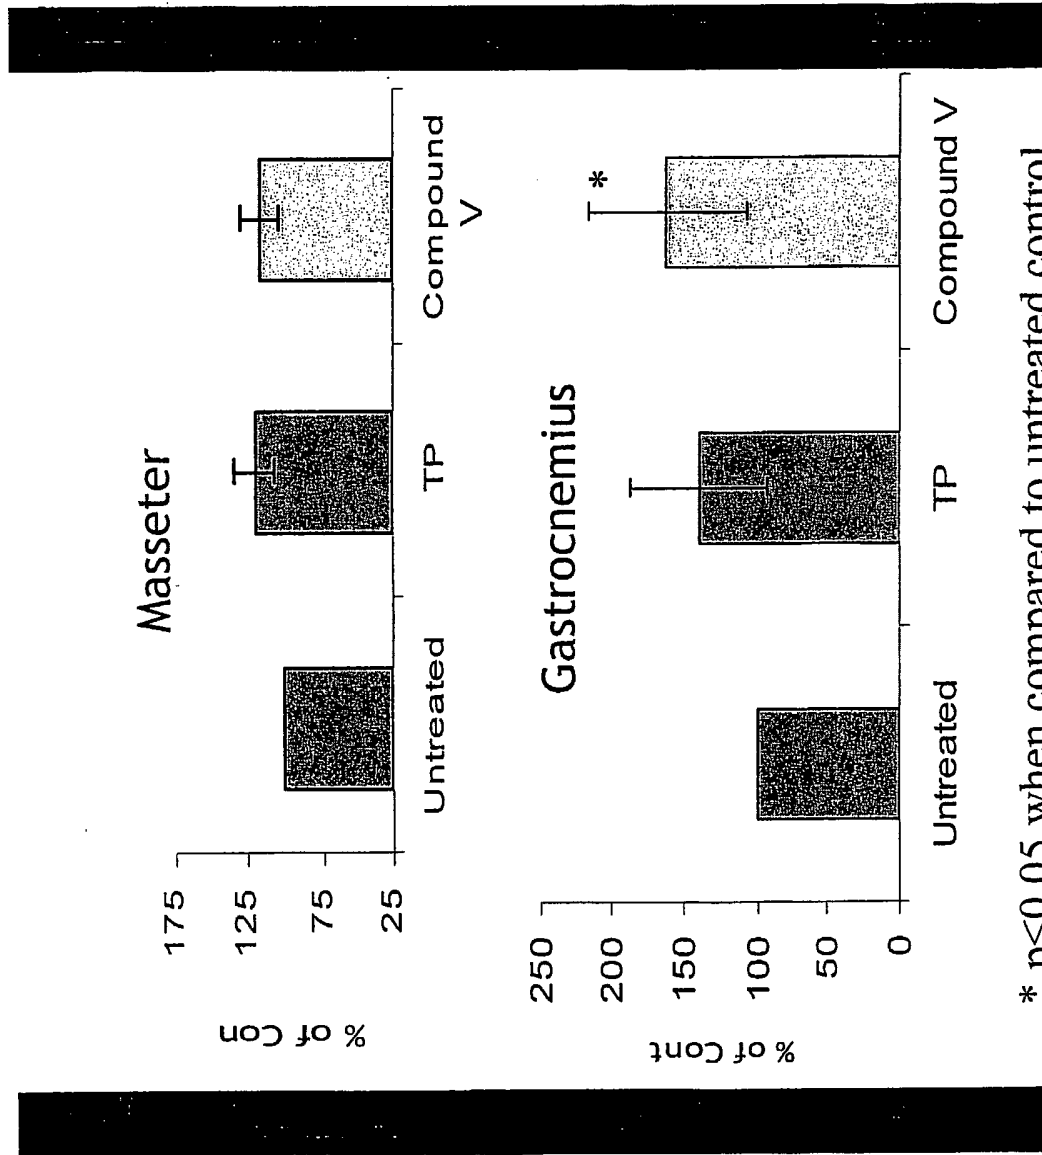 Masseter
% of Con
175
125
75
25
Untreated
TP
Compound
V
Gastrocnemius
% of Cont
250
200
150
100
50
0
*
Untreated
TP
Compound V
* p<0.05 when compared to untreated control